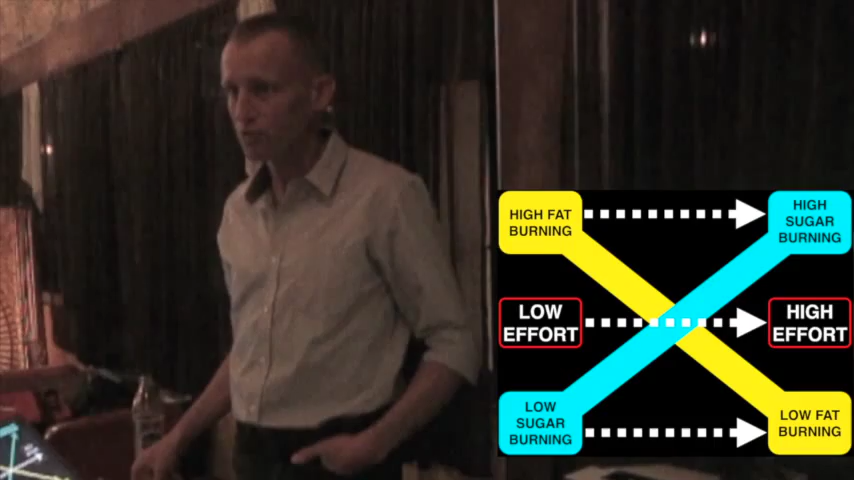 HIGH FAT
BURNING
HIGH
SUGAR
BURNING
LOW
EFFORT
HIGH
EFFORT
LOW
SUGAR
BURNING
LOW FAT
BURNING